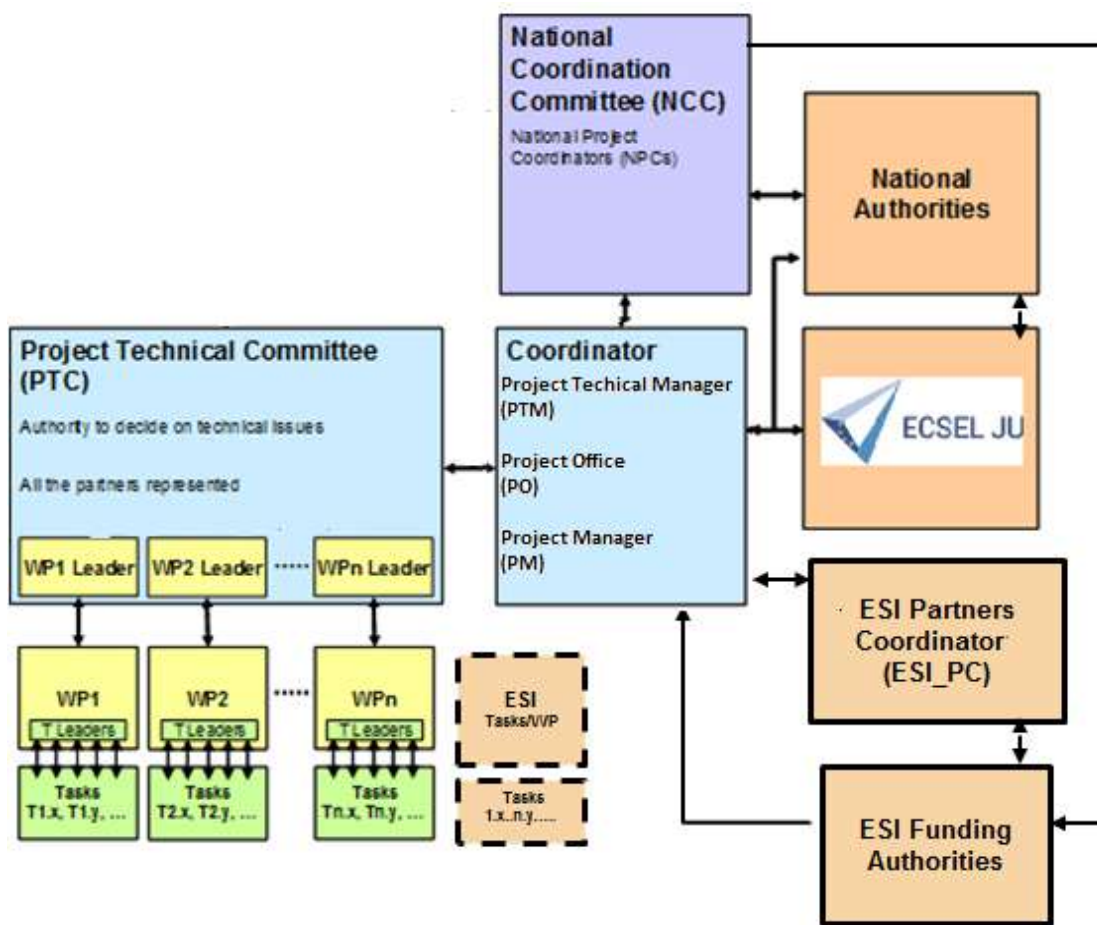 National
Coordination
Committee (NCC)
National Project
Coordinators (NPCs)
National
Authorities
Project Technical Committee
(PTC)
Authority to decide on technical issues
All the partners represented
WP1 Leader
WP2 Leader
.....
WPn Leader
Coordinator
Project Techical Manager
(PTM)
Project Office
(PO)
Project Manager
(PM)
ECSEL JU
ESI Partners
Coordinator
(ESI_PC)
WP1
T Leaders
WP2
T Leaders
.....
WPn
T Leaders
ESI
Tasks/WP
Tasks
T1.x, T1.y, ...
Tasks
T2.x, T2.y, ...
Tasks
Tn.x, Tn.y, ...
Tasks
1.x..n.y.....
ESI Funding
Authorities